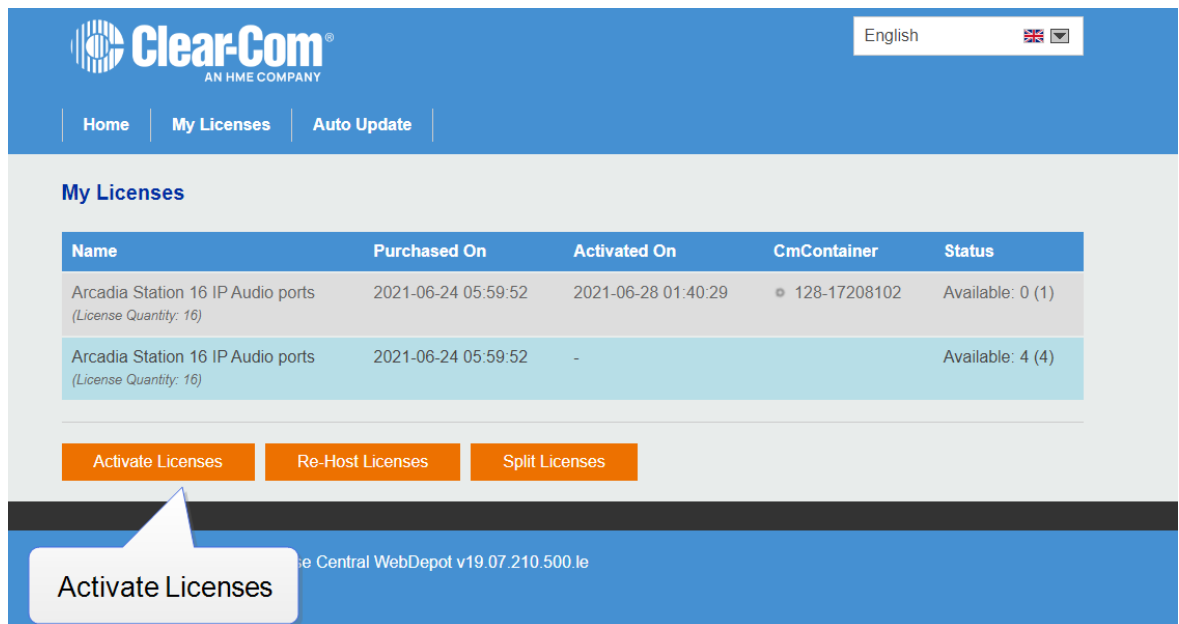 Clear-Com®
AN HME COMPANY
English
Home My Licenses Auto Update
My Licenses
Name Purchased On Activated On CmContainer Status
Arcadia Station 16 IP Audio ports 2021-06-24 05:59:52 2021-06-28 01:40:29 128-17208102 Available: 0 (1)
(License Quantity: 16)
Arcadia Station 16 IP Audio ports 2021-06-24 05:59:52 - Available: 4 (4)
(License Quantity: 16)
Activate Licenses Re-Host Licenses Split Licenses
Central WebDepot v19.07.210.500.le
Activate Licenses